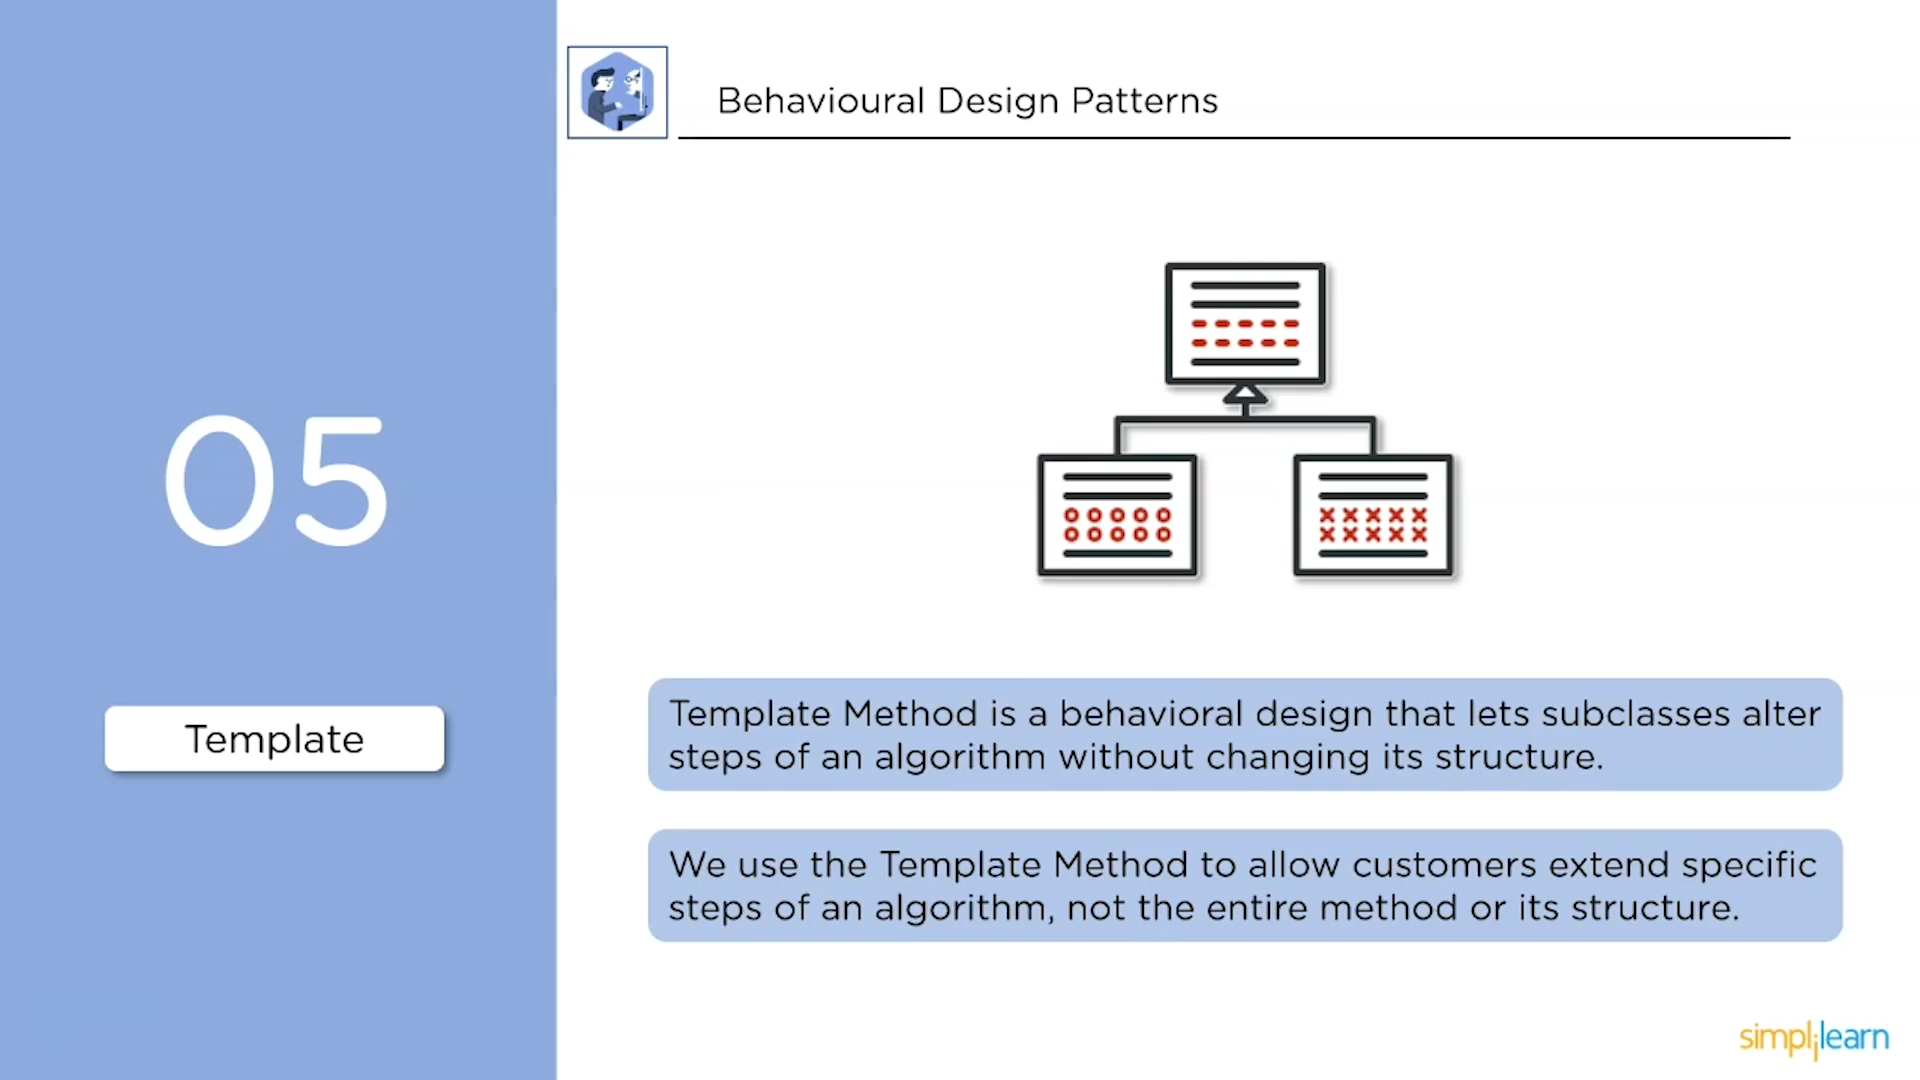 Behavioural Design Patterns
05
Template
Template Method is a behavioral design that lets subclasses alter
steps of an algorithm without changing its structure.
We use the Template Method to allow customers extend specific
steps of an algorithm, not the entire method or its structure.
simplilearn